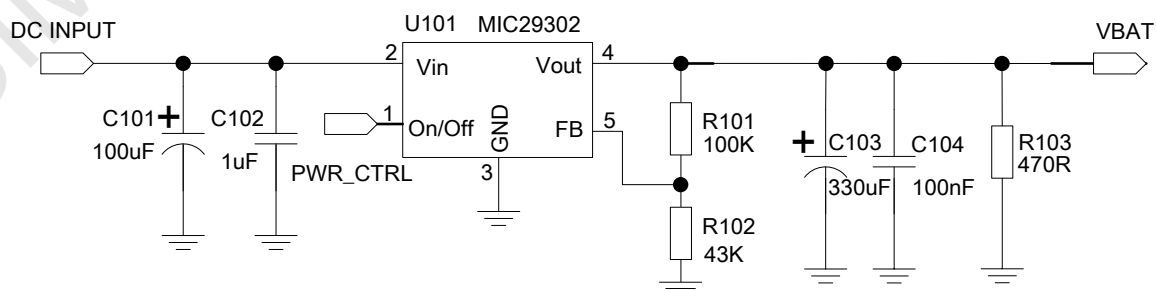 DC INPUT
U101 MIC29302
VBAT
2
Vin
Vout
4
C101
+
100uF
C102
1uF
1
On/Off
PWR_CTRL
GND
3
FB
5
R101
100K
R102
43K
+
C103
330uF
C104
100nF
R103
470R